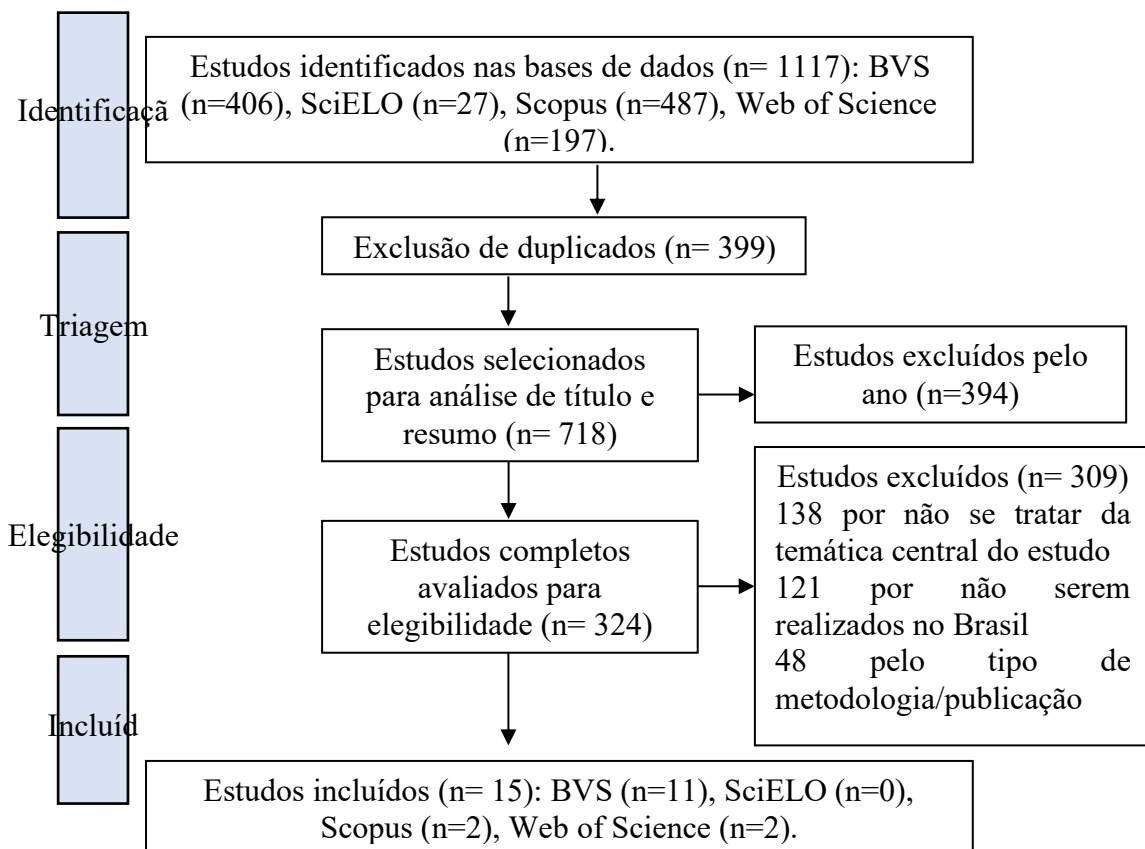 Identificaçã
Estudos identificados nas bases de dados (n= 1117): BVS
(n=406), SciELO (n=27), Scopus (n=487), Web of Science
(n=197).
Exclusão de duplicados (n= 399)
Triagem
Estudos selecionados
para análise de título e
resumo (n= 718)
Estudos excluídos pelo
ano (n=394)
Elegibilidade
Estudos completos
avaliados para
elegibilidade (n= 324)
Estudos excluídos (n= 309)
138 por não se tratar da
temática central do estudo
121 por não serem
realizados no Brasil
48 pelo tipo de
metodologia/publicação
Incluíd
Estudos incluídos (n= 15): BVS (n=11), SciELO (n=0),
Scopus (n=2), Web of Science (n=2).